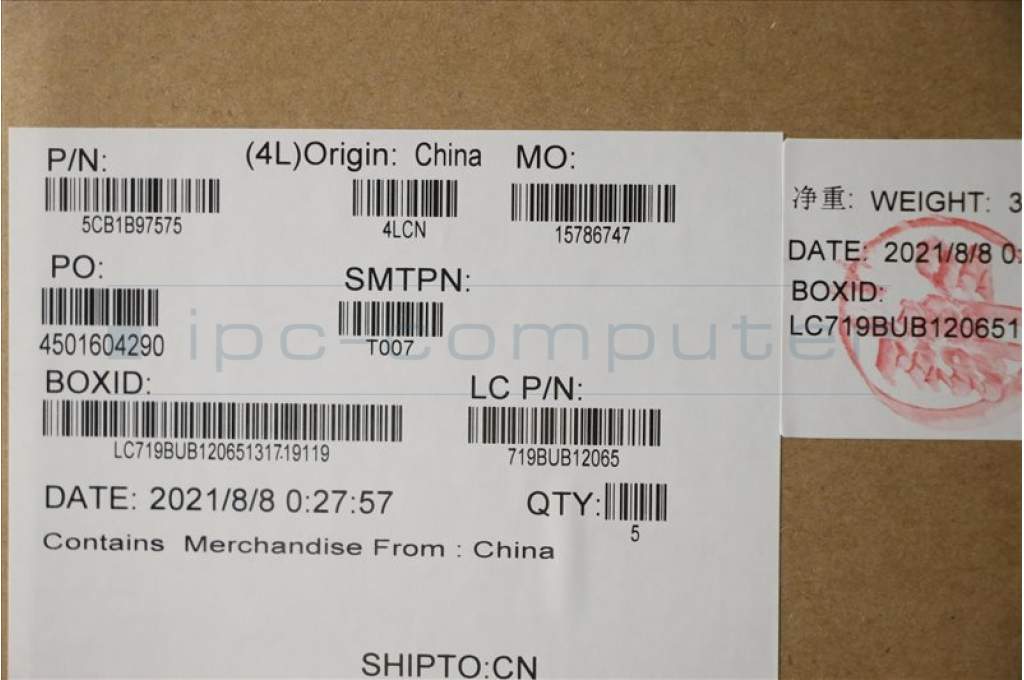 P/N:
(4L)Origin: China
MO:
5CB1B97575
4LCN
15786747
PO:
SMTPN:
4501604290
T007
BOXID:
LC P/N:
LC719BUB12065131719119
719BUB12065
DATE: 2021/8/8 0:27:57
QTY:
5
Contains Merchandise From : China
SHIPTO:CN
净重: WEIGHT: 3
DATE: 2021/8/8 0:
BOXID:
LC719BUB120651
ipc-computer